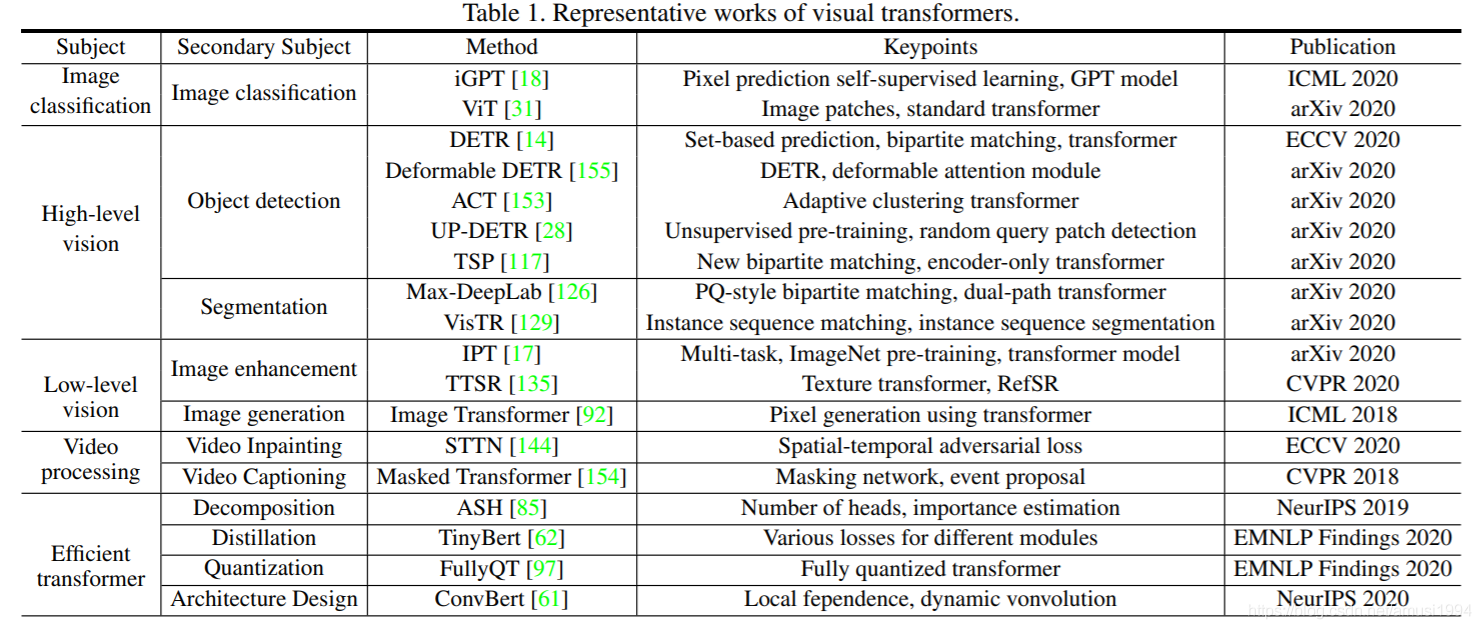 Table 1. Representative works of visual transformers.
Subject Secondary Subject Method Keypoints Publication
Image classification Image classification iGPT [18] Pixel prediction self-supervised learning, GPT model ICML 2020
ViT [31] Image patches, standard transformer arXiv 2020
High-level vision Object detection DETR [14] Set-based prediction, bipartite matching, transformer ECCV 2020
Deformable DETR [155] DETR, deformable attention module arXiv 2020
ACT [153] Adaptive clustering transformer arXiv 2020
UP-DETR [28] Unsupervised pre-training, random query patch detection arXiv 2020
TSP [117] New bipartite matching, encoder-only transformer arXiv 2020
Segmentation Max-DeepLab [126] PQ-style bipartite matching, dual-path transformer arXiv 2020
VisTR [129] Instance sequence matching, instance sequence segmentation arXiv 2020
Low-level vision Image enhancement IPT [17] Multi-task, ImageNet pre-training, transformer model arXiv 2020
TTSR [135] Texture transformer, RefSR CVPR 2020
Image generation Image Transformer [92] Pixel generation using transformer ICML 2018
Video processing Video Inpainting STTN [144] Spatial-temporal adversarial loss ECCV 2020
Video Captioning Masked Transformer [154] Masking network, event proposal CVPR 2018
Efficient transformer Decomposition ASH [85] Number of heads, importance estimation NeurIPS 2019
Distillation TinyBert [62] Various losses for different modules EMNLP Findings 2020
Quantization FullyQT [97] Fully quantized transformer EMNLP Findings 2020
Architecture Design ConvBert [61] Local fependence, dynamic vonvolution NeurIPS 2020